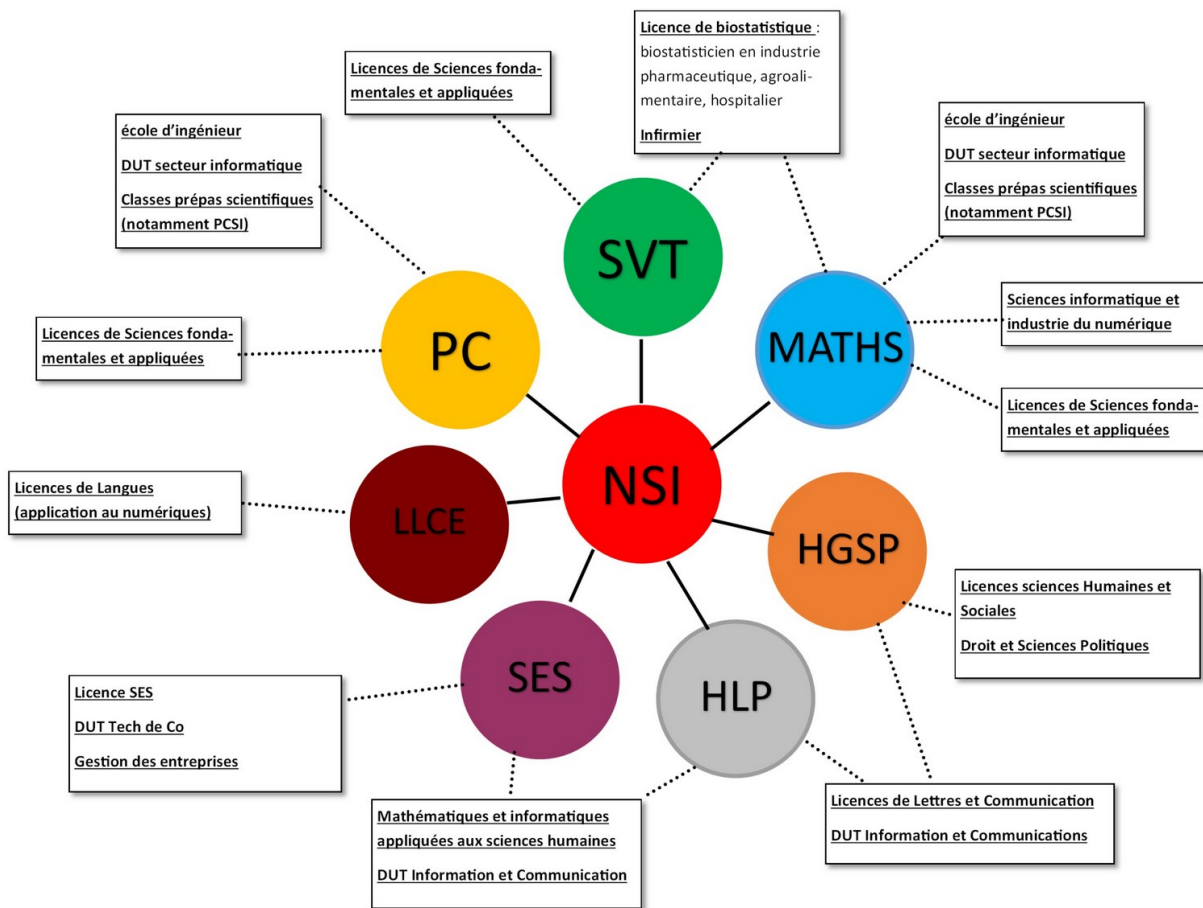 Licence de biostatistique :
biostatisticien en industrie
pharmaceutique, agroali-
mentaire, hospitalier
Infirmier
Licences de Sciences fonda-
mentales et appliquées
école d'ingénieur
DUT secteur informatique
Classes prépas scientifiques
(notamment PCSI)
école d'ingénieur
DUT secteur informatique
Classes prépas scientifiques
(notamment PCSI)
SVT
PC
MATHS
Sciences informatique et
industrie du numérique
Licences de Sciences fonda-
mentales et appliquées
Licences de Sciences fonda-
mentales et appliquées
NSI
Licences de Langues
(application au numériques)
LLCE
HGSP
Licences sciences Humaines et
Sociales
Droit et Sciences Politiques
SES
HLP
Licence SES
DUT Tech de Co
Gestion des entreprises
Mathématiques et informatiques
appliquées aux sciences humaines
DUT Information et Communication
Licences de Lettres et Communication
DUT Information et Communications